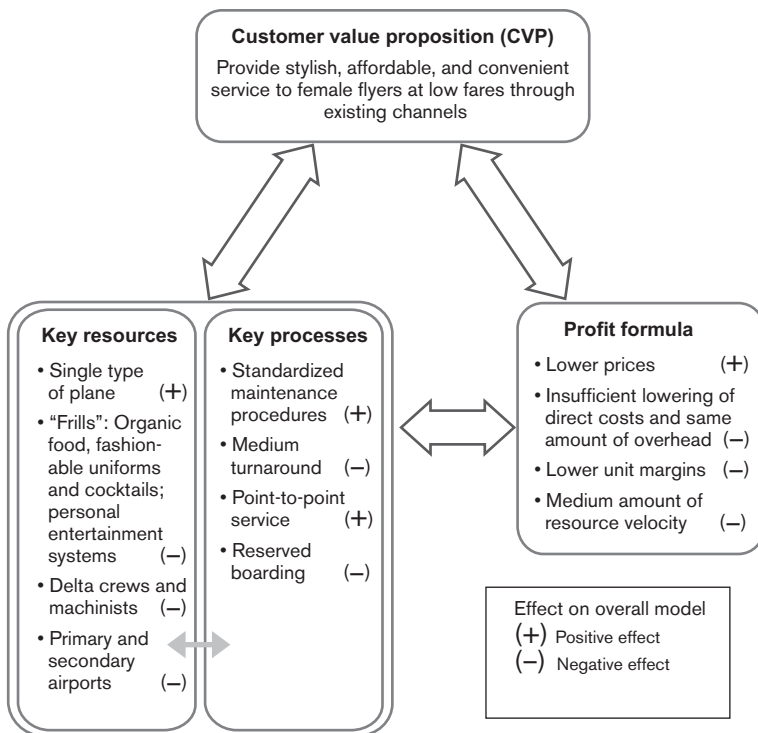 Customer value proposition (CVP)
Provide stylish, affordable, and convenient
service to female flyers at low fares through
existing channels
Key resources
• Single type
of plane (+)
• “Frills”: Organic
food, fashion-
able uniforms
and cocktails;
personal
entertainment
systems (–)
• Delta crews and
machinists (–)
• Primary and
secondary
airports (–)
Key processes
• Standardized
maintenance
procedures (+)
• Medium
turnaround (–)
• Point-to-point
service (+)
• Reserved
boarding (–)
Profit formula
• Lower prices (+)
• Insufficient lowering of
direct costs and same
amount of overhead (–)
• Lower unit margins (–)
• Medium amount of
resource velocity (–)
Effect on overall model
(+) Positive effect
(–) Negative effect